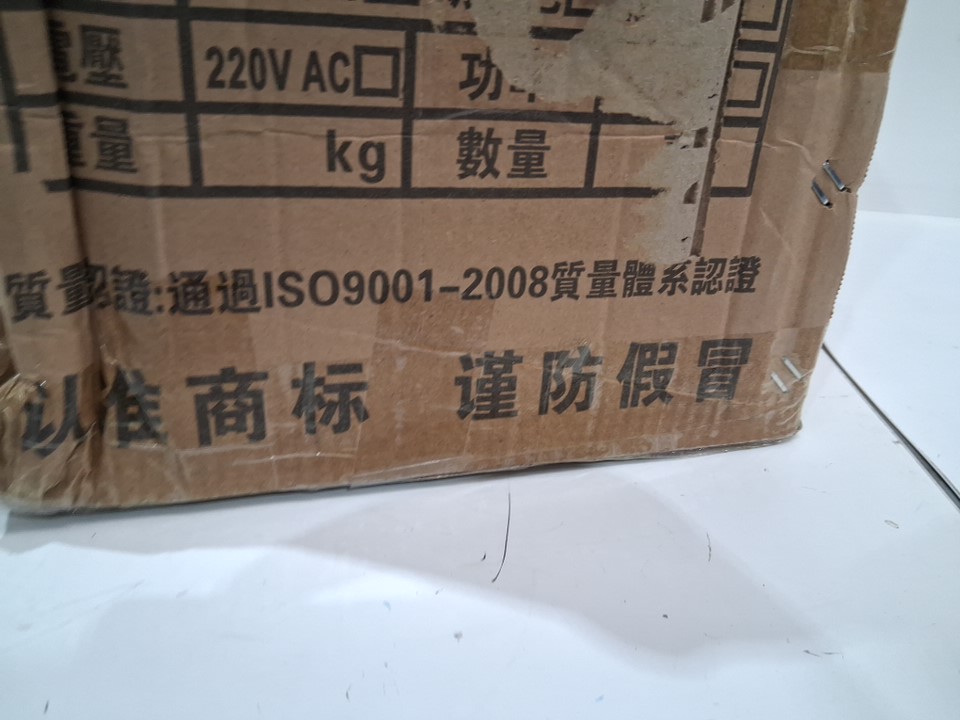 電壓 220V AC□ 功率 □
重量 kg 數量
質量認證:通過ISO9001-2008質量體系認證
认准商标 谨防假冒